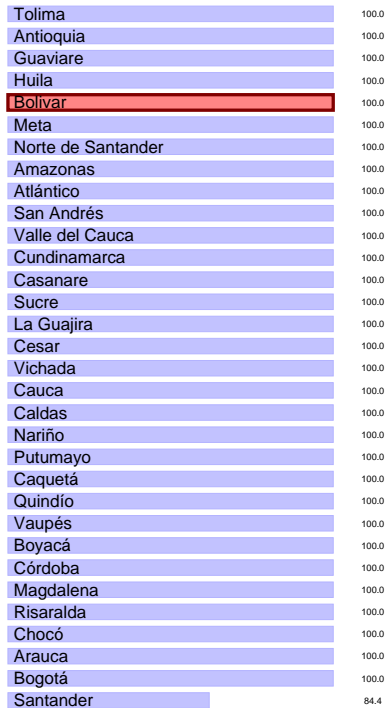 Tolima 100.0
Antioquia 100.0
Guaviare 100.0
Huila 100.0
Bolivar 100.0
Meta 100.0
Norte de Santander 100.0
Amazonas 100.0
Atlántico 100.0
San Andrés 100.0
Valle del Cauca 100.0
Cundinamarca 100.0
Casanare 100.0
Sucre 100.0
La Guajira 100.0
Cesar 100.0
Vichada 100.0
Cauca 100.0
Caldas 100.0
Nariño 100.0
Putumayo 100.0
Caquetá 100.0
Quindío 100.0
Vaupés 100.0
Boyacá 100.0
Córdoba 100.0
Magdalena 100.0
Risaralda 100.0
Chocó 100.0
Arauca 100.0
Bogotá 100.0
Santander 84.4